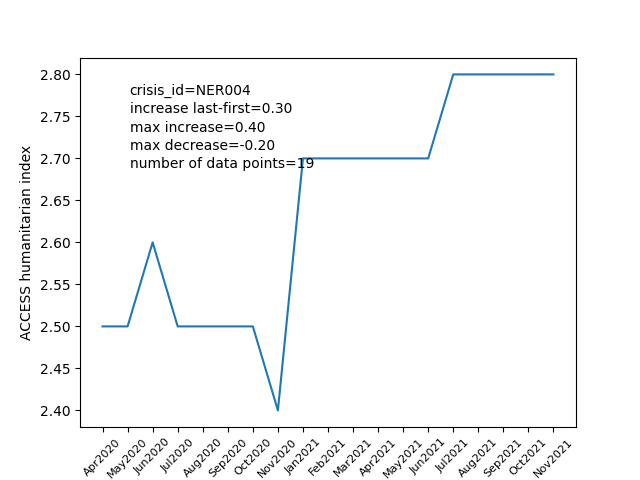 crisis_id=NER004
increase last-first=0.30
max increase=0.40
max decrease=-0.20
number of data points=19
ACCESS humanitarian index
2.80
2.75
2.70
2.65
2.60
2.55
2.50
2.45
2.40
Apr2020
May2020
Jun2020
Jul2020
Aug2020
Sep2020
Oct2020
Nov2020
Jan2021
Feb2021
Mar2021
Apr2021
May2021
Jun2021
Jul2021
Aug2021
Sep2021
Oct2021
Nov2021